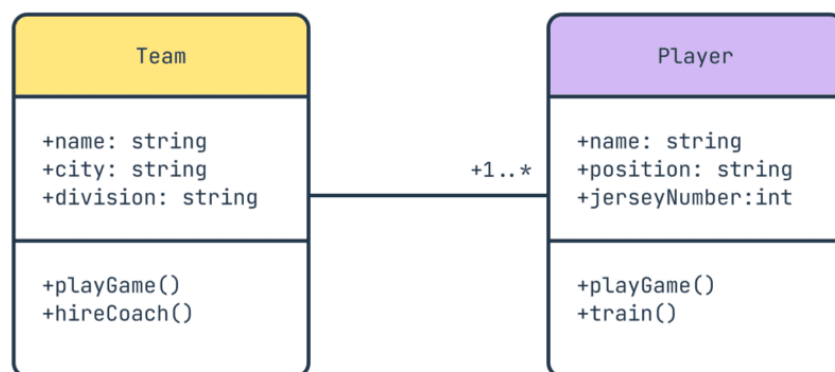 Team
+name: string
+city: string
+division: string
+playGame()
+hireCoach()
+1..*
Player
+name: string
+position: string
+jerseyNumber:int
+playGame()
+train()